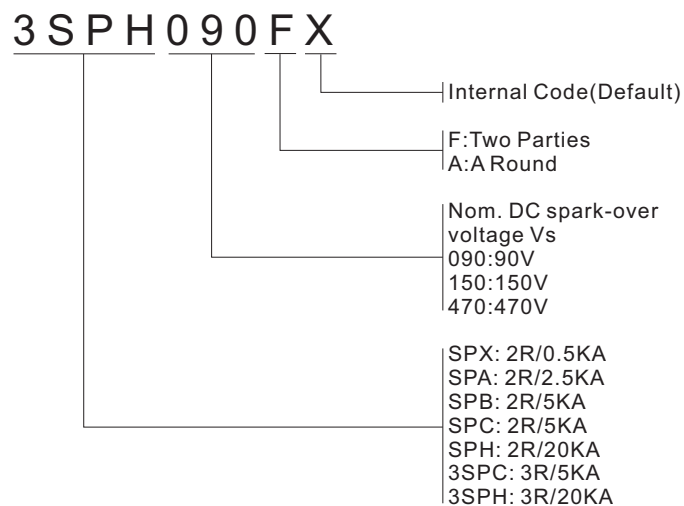 3SPH090FX
Internal Code(Default)
F:Two Parties
A:A Round
Nom. DC spark-over
voltage Vs
090:90V
150:150V
470:470V
SPX: 2R/0.5KA
SPA: 2R/2.5KA
SPB: 2R/5KA
SPC: 2R/5KA
SPH: 2R/20KA
3SPC: 3R/5KA
3SPH: 3R/20KA